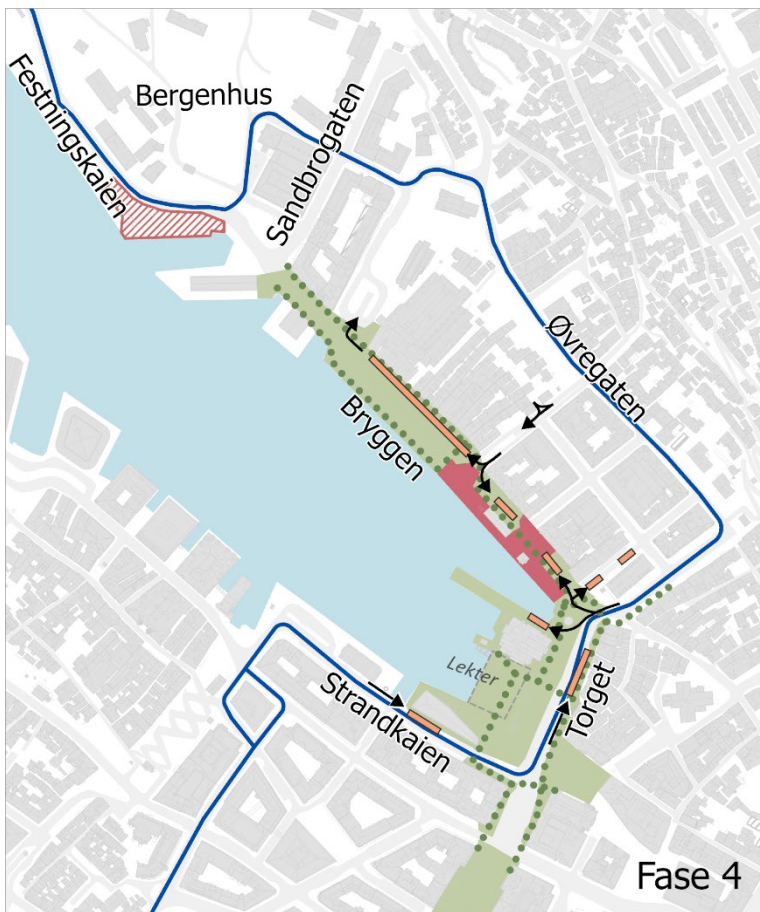 Bergenhus
Festningskaien
Sandbrogaten
Øvregaten
Bryggen
Lekter
Strandkaien
Torget
Fase 4